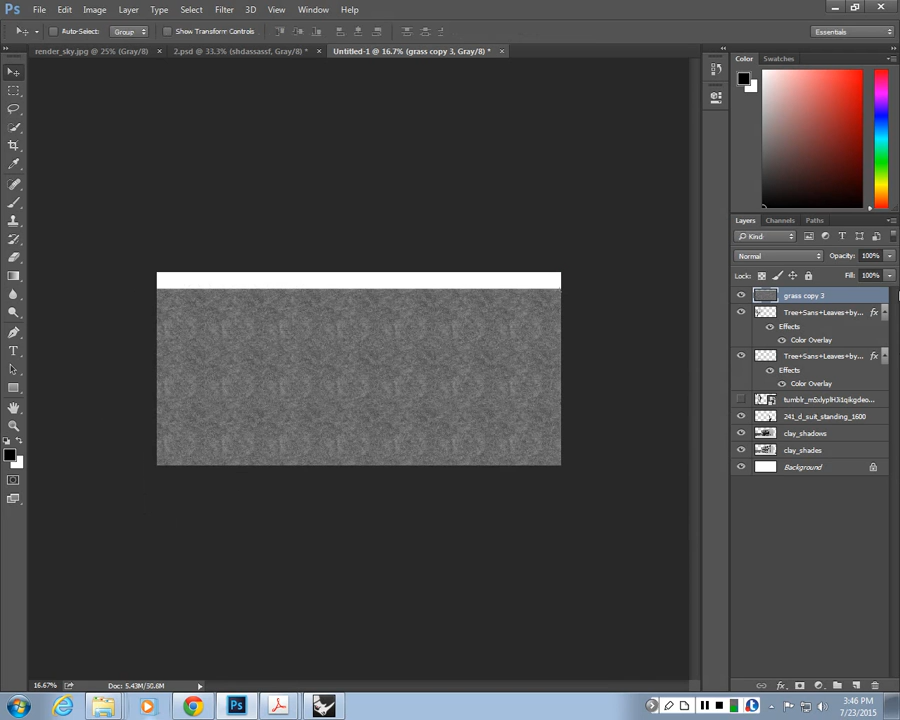 Ps File Edit Image Layer Type Select Filter 3D View Window Help
Auto-Select: Group Show Transform Controls Essentials
render_sky.jpg @ 25% (Gray/8) × 2.psd @ 33.3% (shdassassf, Gray/8) * × Untitled-1 @ 16.7% (grass copy 3, Gray/8) * ×
Color Swatches
Layers Channels Paths
Kind
Normal Opacity: 100%
Lock: Fill: 100%
grass copy 3
Tree+Sans+Leaves+by... fx
Effects
Color Overlay
Tree+Sans+Leaves+by... fx
Effects
Color Overlay
tumblr_m5xlyplHJi1qikgdeo...
241_d_suit_standing_1600
clay_shadows
clay_shades
Background
16.67% Doc: 5.43M/50.6M
Ps
3:46 PM
7/23/2015